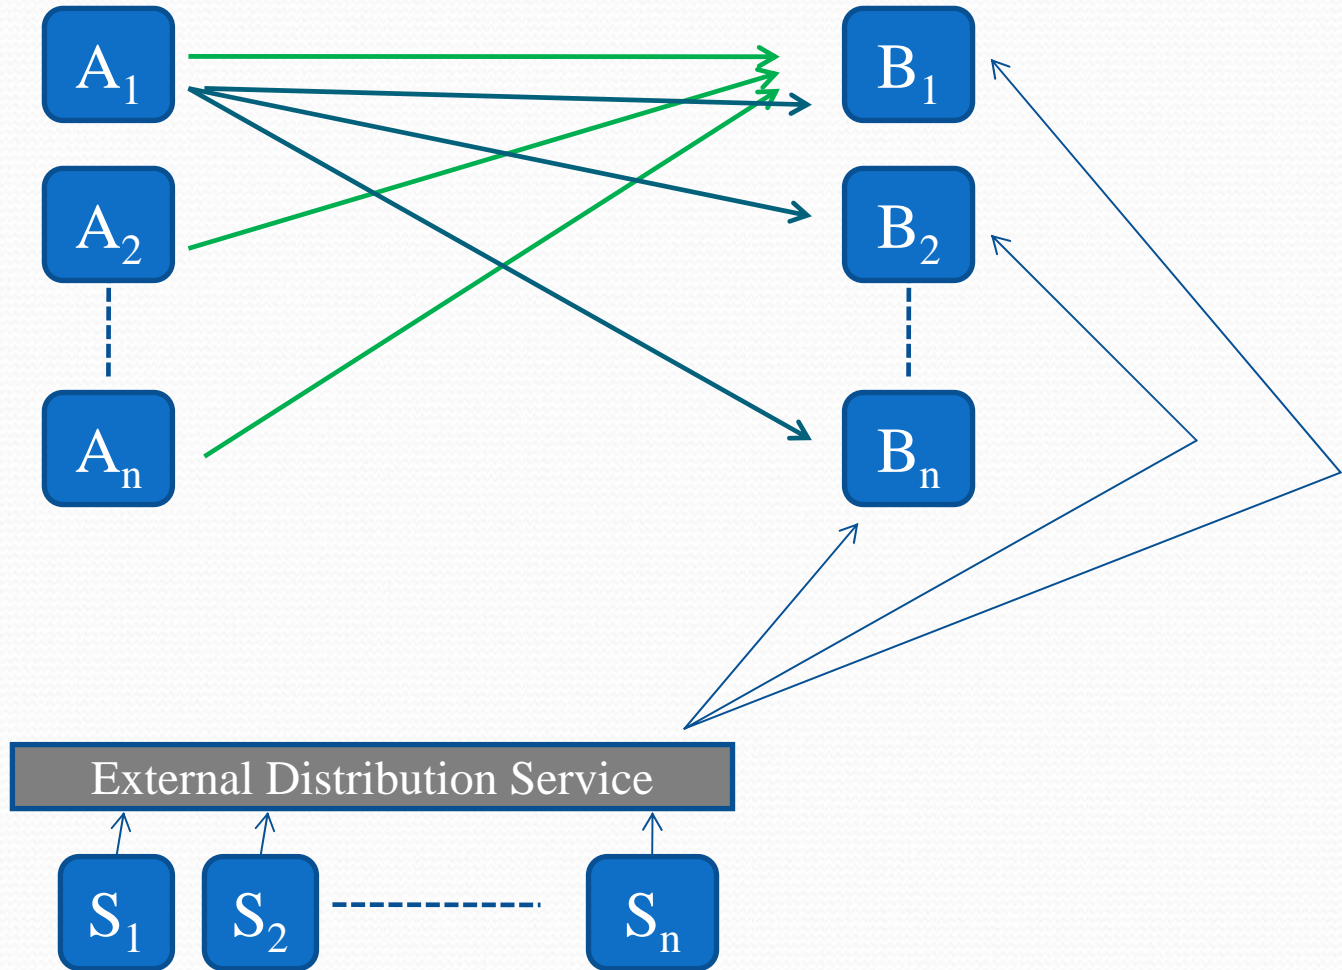 A₁
B₁
A₂
B₂
Aₙ
Bₙ
External Distribution Service
S₁
S₂
Sₙ